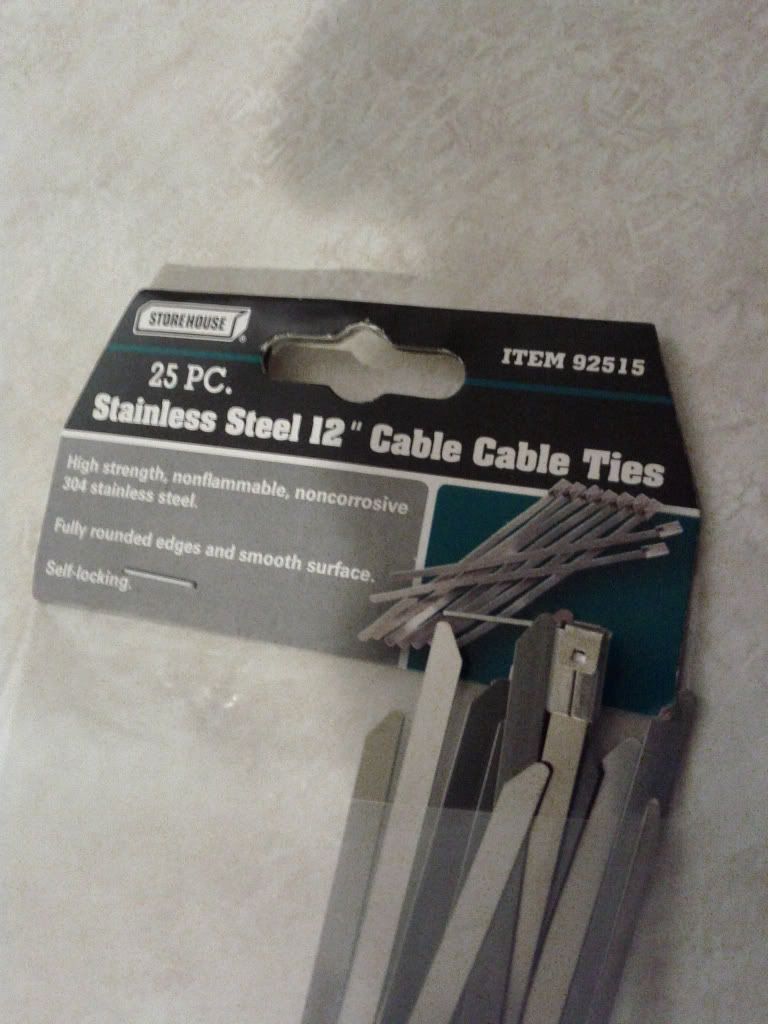 STOREHOUSE
®
ITEM 92515
25 PC.
Stainless Steel 12" Cable Cable Ties
High strength, nonflammable, noncorrosive
304 stainless steel.
Fully rounded edges and smooth surface.
Self-locking.